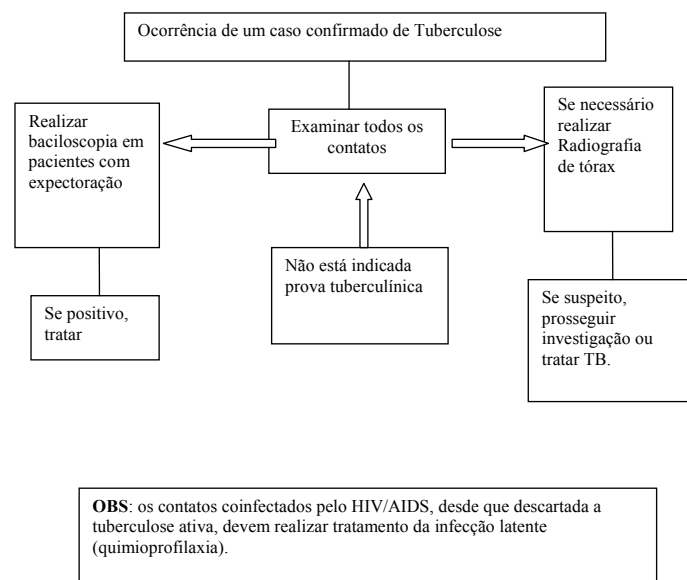 Ocorrência de um caso confirmado de Tuberculose
Realizar
baciloscopia em
pacientes com
expectoração
Examinar todos os
contatos
Se necessário
realizar
Radiografia
de tórax
Não está indicada
prova tuberculínica
Se positivo,
tratar
Se suspeito,
prosseguir
investigação ou
tratar TB.
OBS: os contatos coinfectados pelo HIV/AIDS, desde que descartada a
tuberculose ativa, devem realizar tratamento da infecção latente
(quimioprofilaxia).